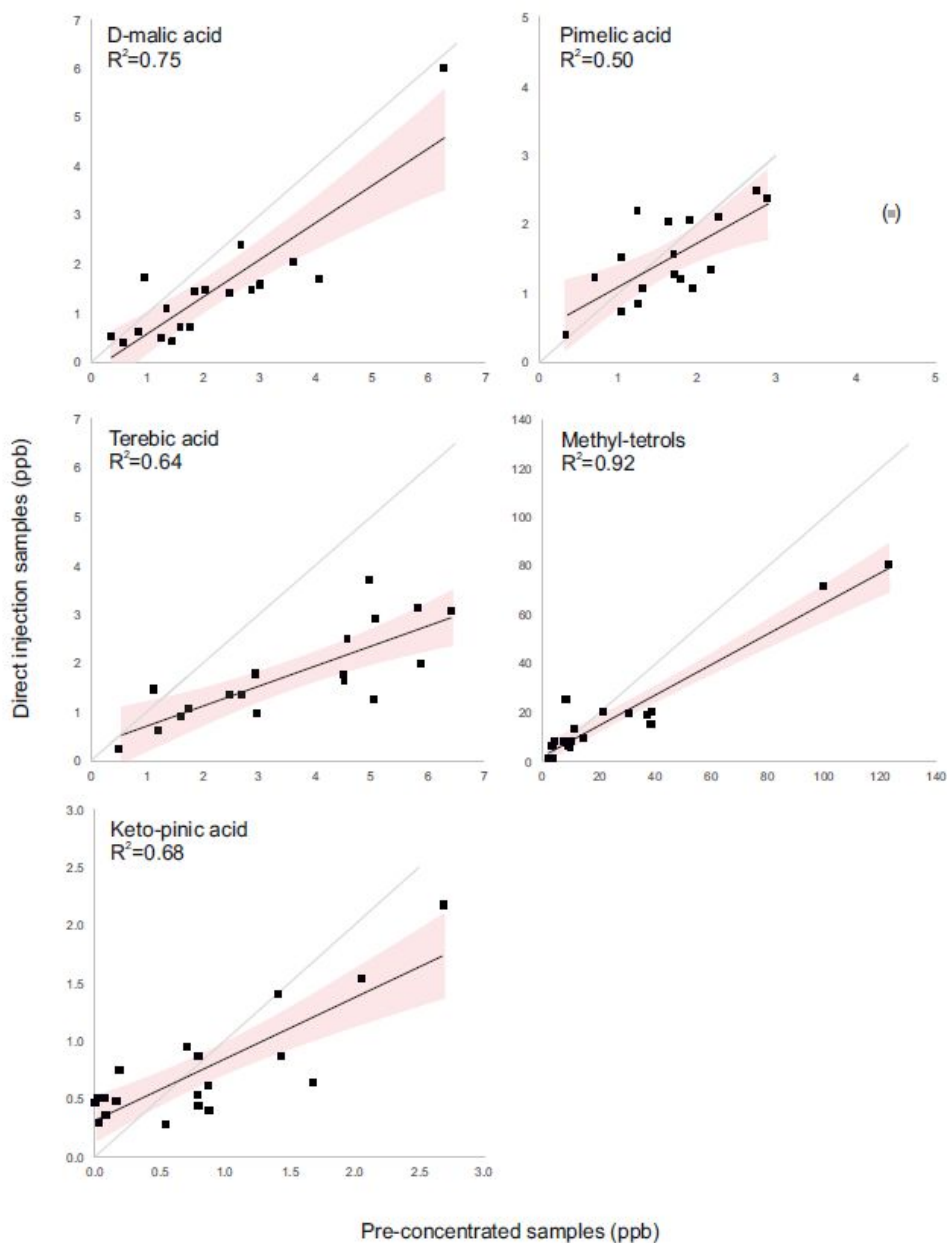 D-malic acid
R²=0.75
7
6
5
4
3
2
1
0
0 1 2 3 4 5 6 7
Pimelic acid
R²=0.50
5
4
3
2
1
0
0 1 2 3 4 5
( )
Terebic acid
R²=0.64
7
6
5
4
3
2
1
0
0 1 2 3 4 5 6 7
Methyl-tetrols
R²=0.92
140
120
100
80
60
40
20
0
0 20 40 60 80 100 120 140
Keto-pinic acid
R²=0.68
3.0
2.5
2.0
1.5
1.0
0.5
0.0
0.0 0.5 1.0 1.5 2.0 2.5 3.0
Direct injection samples (ppb)
Pre-concentrated samples (ppb)